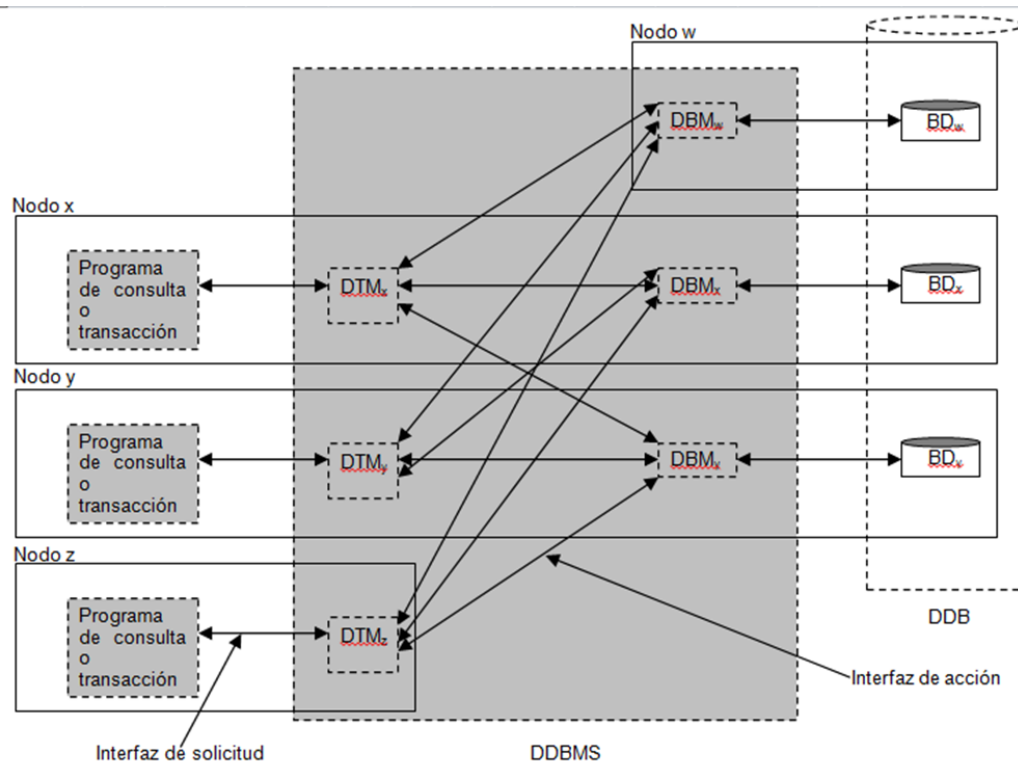 Nodo w
DBMw
BDw
Nodo x
Programa
de consulta
o
transacción
DTMx
DBMx
BDx
Nodo y
Programa
de consulta
o
transacción
DTMy
DBMy
BDx
Nodo z
Programa
de consulta
o
transacción
DTMz
DDB
Interfaz de acción
Interfaz de solicitud
DDBMS